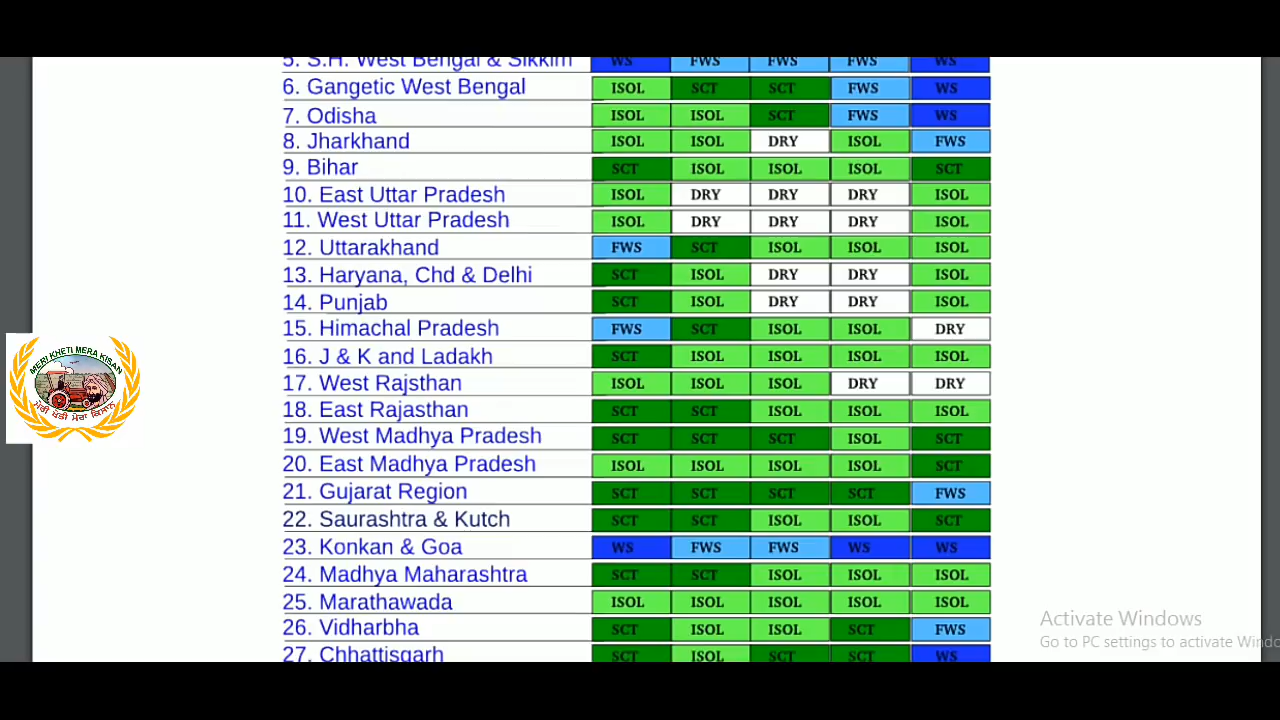 5. S.H. West Bengal & Sikkim WS FWS FWS FWS WS
6. Gangetic West Bengal ISOL SCT SCT FWS WS
7. Odisha ISOL ISOL SCT FWS WS
8. Jharkhand ISOL ISOL DRY ISOL FWS
9. Bihar SCT ISOL ISOL ISOL SCT
10. East Uttar Pradesh ISOL DRY DRY DRY ISOL
11. West Uttar Pradesh ISOL DRY DRY DRY ISOL
12. Uttarakhand FWS SCT ISOL ISOL ISOL
13. Haryana, Chd & Delhi SCT ISOL DRY DRY ISOL
14. Punjab SCT ISOL DRY DRY ISOL
15. Himachal Pradesh FWS SCT ISOL ISOL DRY
16. J & K and Ladakh SCT ISOL ISOL ISOL ISOL
17. West Rajsthan ISOL ISOL ISOL DRY DRY
18. East Rajasthan SCT SCT ISOL ISOL ISOL
19. West Madhya Pradesh SCT SCT SCT ISOL SCT
20. East Madhya Pradesh ISOL ISOL ISOL ISOL SCT
21. Gujarat Region SCT SCT SCT SCT FWS
22. Saurashtra & Kutch SCT SCT ISOL ISOL SCT
23. Konkan & Goa WS FWS FWS WS WS
24. Madhya Maharashtra SCT SCT ISOL ISOL ISOL
25. Marathawada ISOL ISOL ISOL ISOL ISOL
26. Vidharbha SCT ISOL ISOL SCT FWS
27. Chhattisgarh SCT ISOL SCT SCT WS
MERI KHETI MERA KISAN
ਮੇਰੀ ਖੇਤੀ ਮੇਰਾ ਕਿਸਾਨ
Activate Windows
Go to PC settings to activate Windo